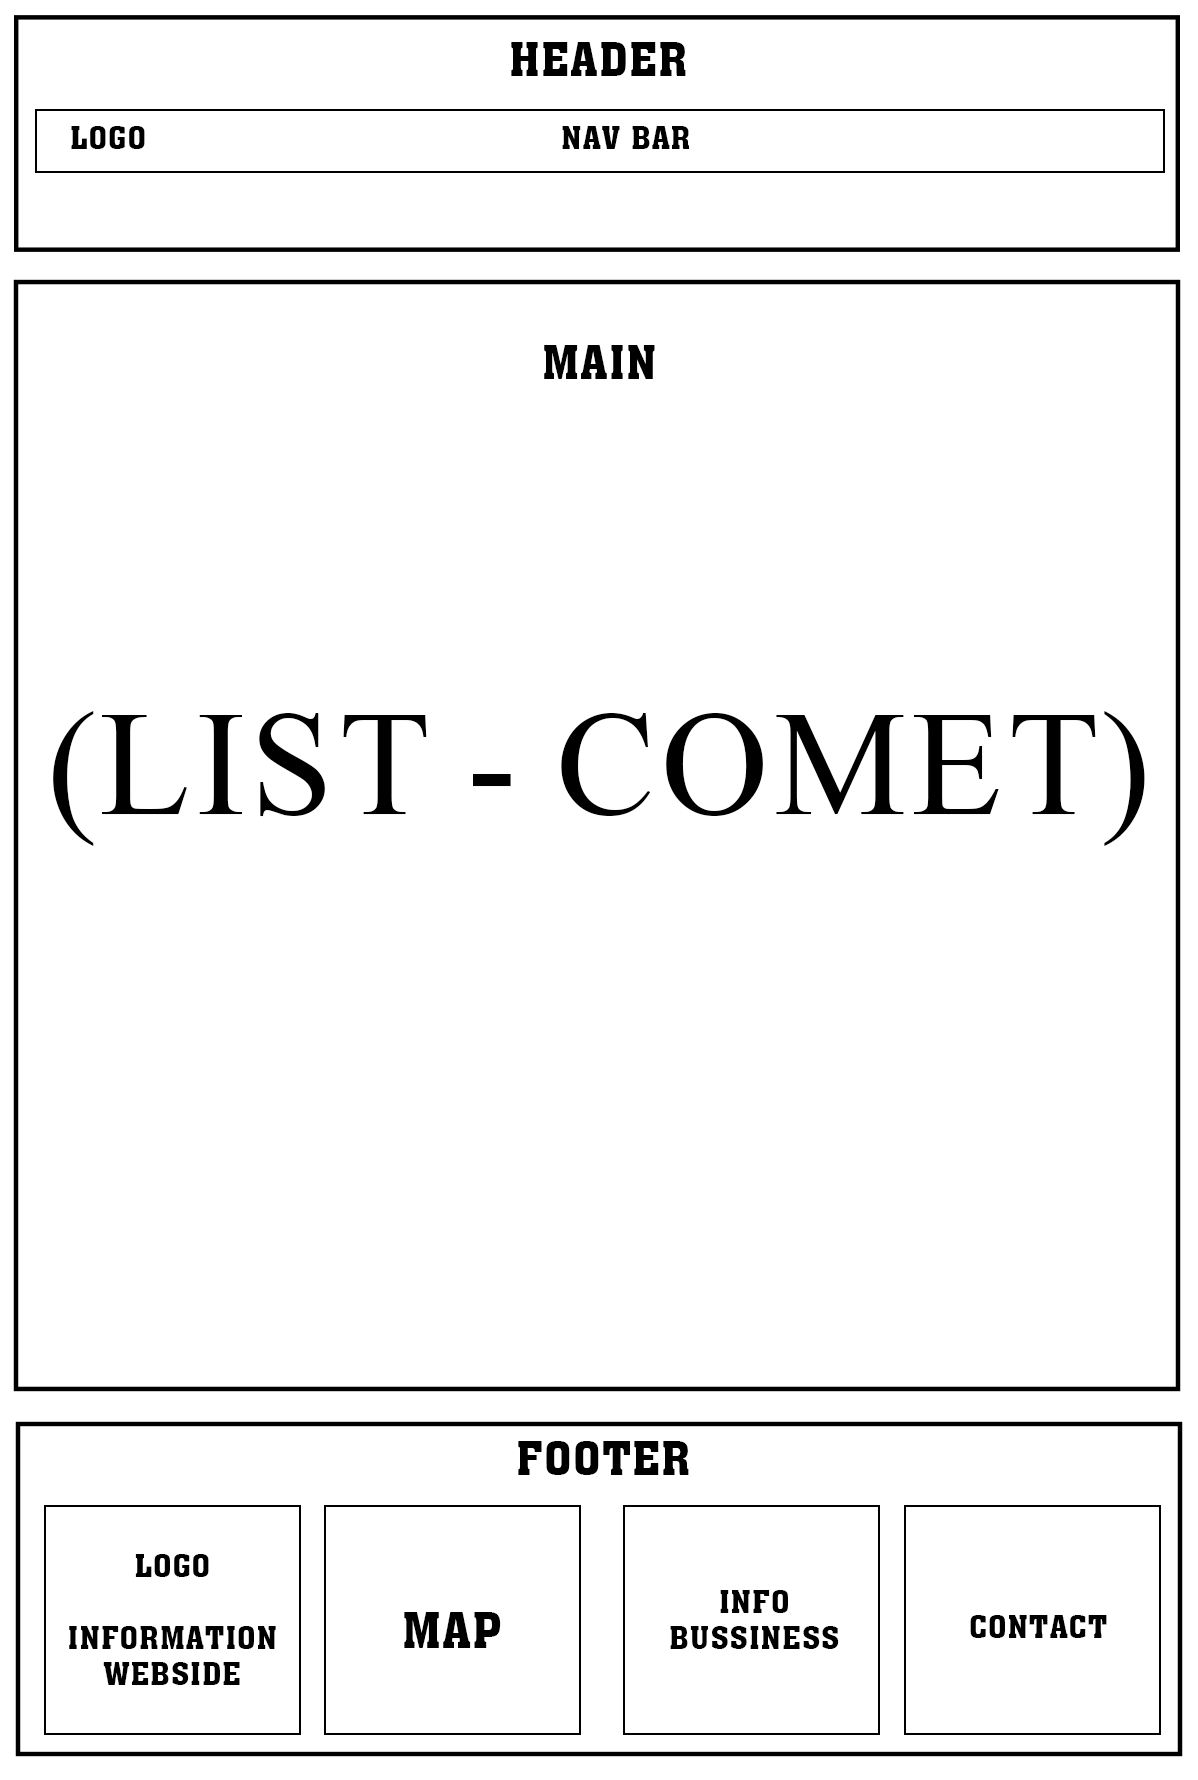 HEADER
LOGO NAV BAR
MAIN
(LIST - COMET)
FOOTER
LOGO
INFORMATION
WEBSIDE
MAP
INFO
BUSSINESS
CONTACT